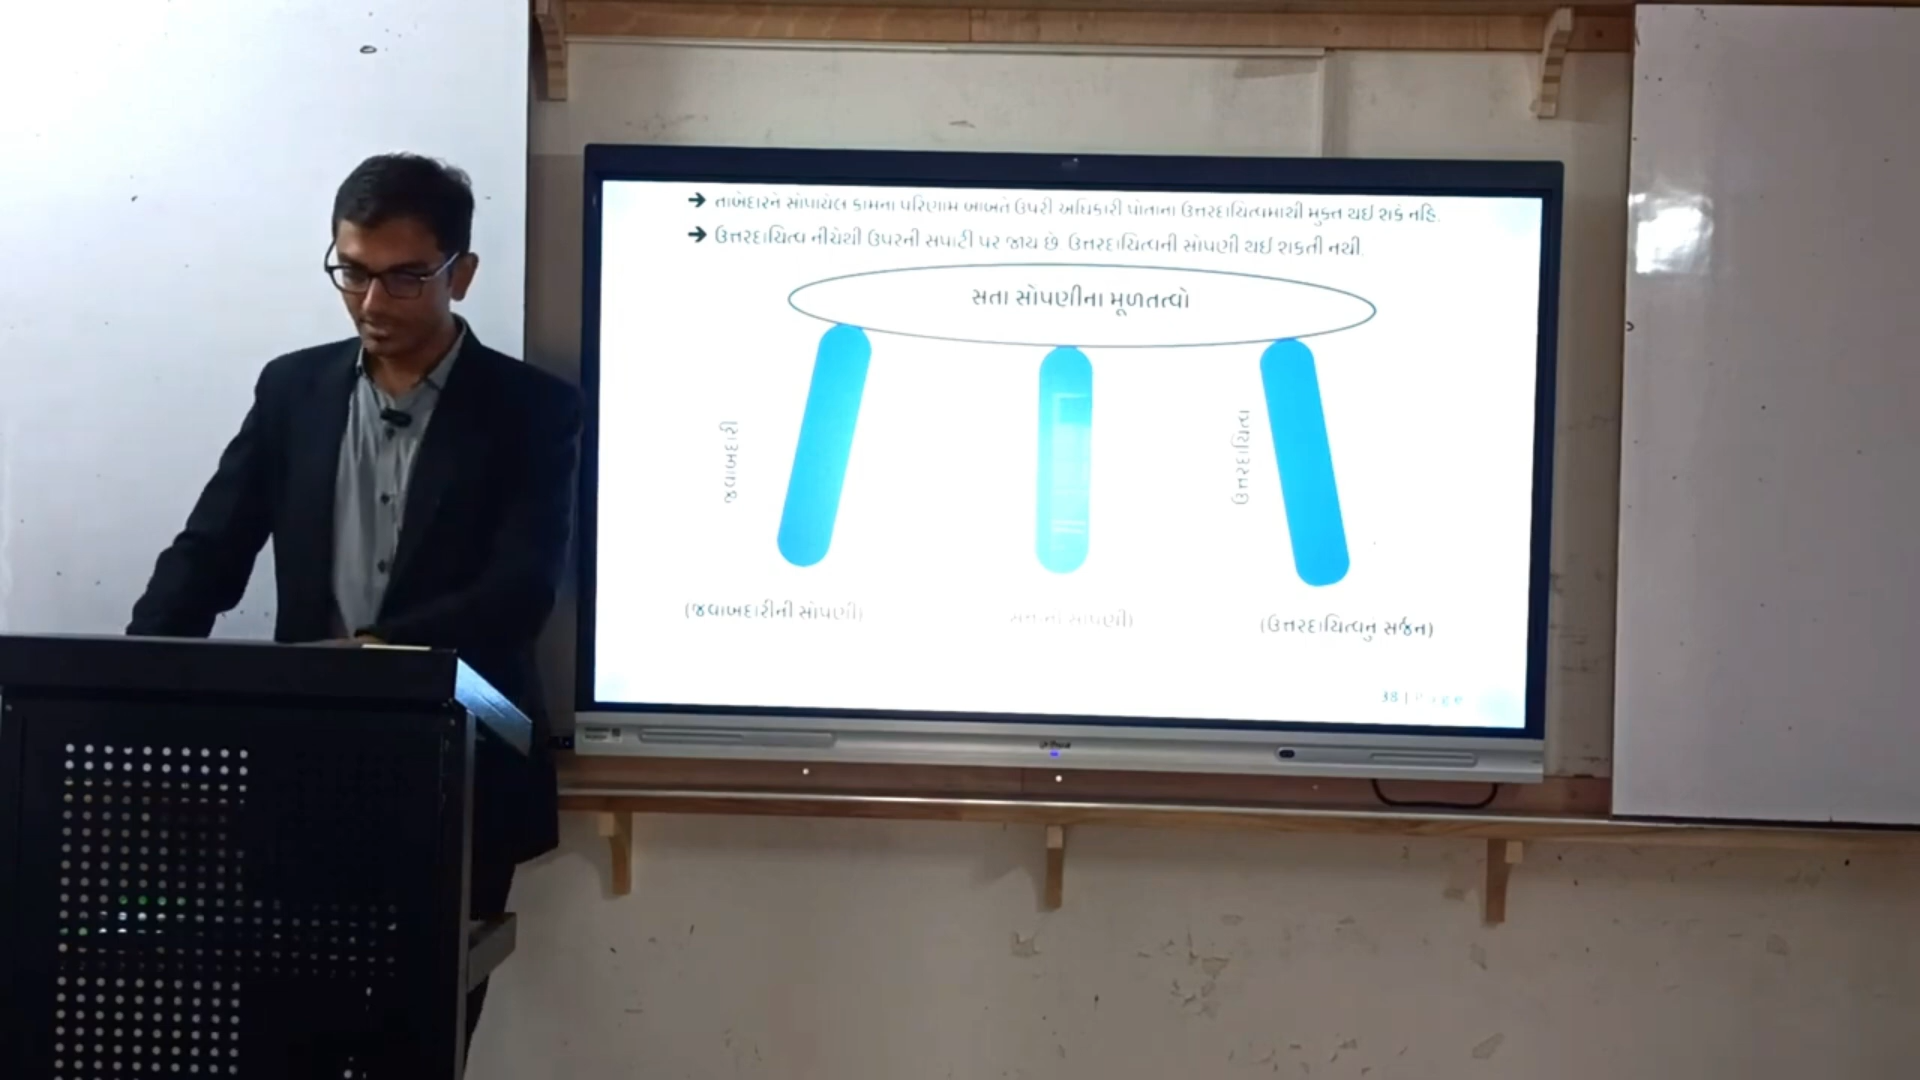 ➔ તાબેદારને સોપાયેલ કામના પરિણામ બાબતે ઉપરી અધિકારી પોતાના ઉત્તરદાયિત્વમાથી મુક્ત થઈ શકે નહિ.
➔ ઉત્તરદાયિત્વ નીચેથી ઉપરની સપાટી પર જાય છે. ઉત્તરદાયિત્વની સોપણી થઈ શકતી નથી.
સતા સોપણીના મૂળતત્વો
જવાબદારી
ઉત્તરદાયિત્વ
(જવાબદારીની સોપણી)
સોપણી)
(ઉત્તરદાયિત્વનુ સર્જન)
38 | Page